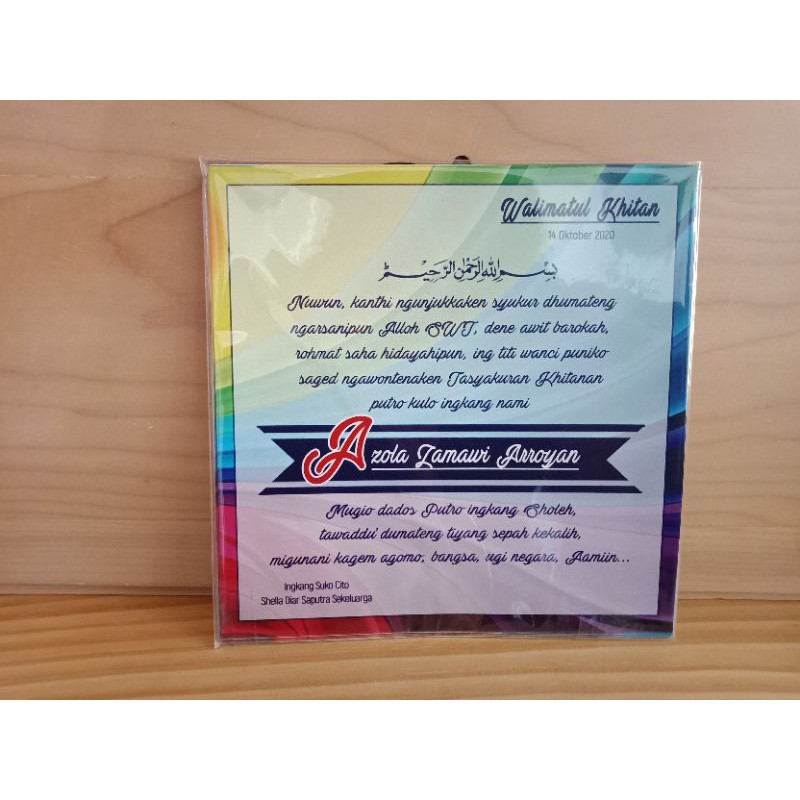 Walimatul Khitan
14 Oktober 2020
بسم الله الرحمن الرحيم
Nuwun, kanthi ngunjukkaken syukur dhumateng
ngarsanipun Alloh SWT, dene awit barokah,
rohmat saha hidayahipun, ing titi wanci puniko
saged ngawontenaken Tasyakuran Khitanan
putro kulo ingkang nami
Azola Zamawi Arroyan
Mugio dados Putro ingkang Sholeh,
tawaddu' dumateng tiyang sepah kekalih,
migunani kagem agomo, bangsa, ugi negara, Aamiin...
Ingkang Suko Cito
Shella Diar Saputra Sekeluarga